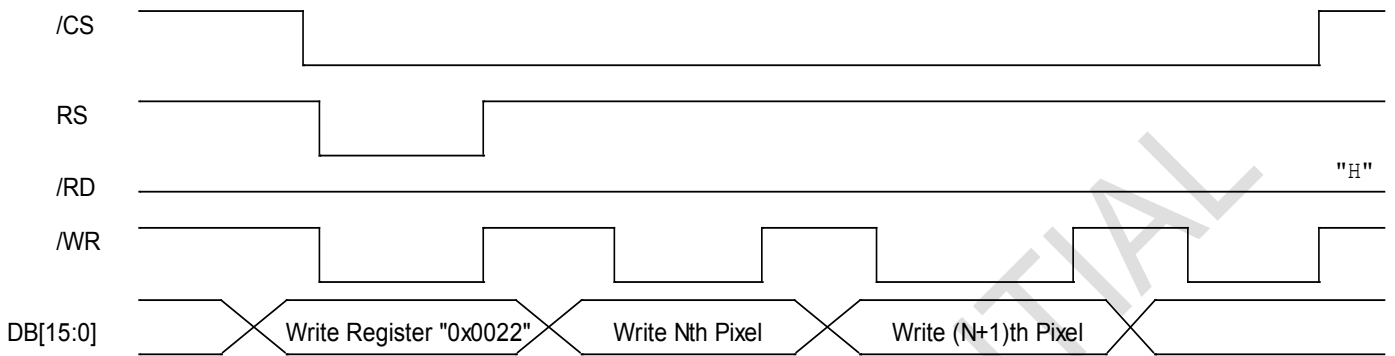 /CS
RS
/RD "H"
/WR
DB[15:0] Write Register "0x0022" Write Nth Pixel Write (N+1)th Pixel